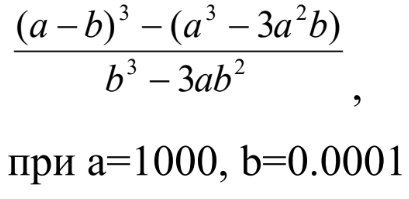 (a − b)³ − (a³ − 3a²b)
b³ − 3ab² ,
при a=1000, b=0.0001